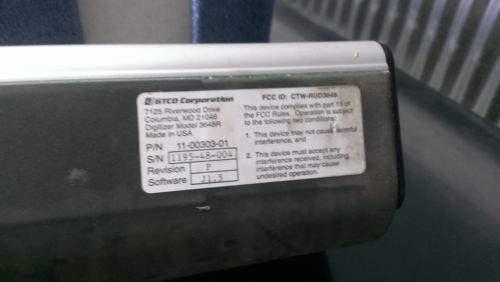 GTCO Corporation
7125 Riverwood Drive
Columbia, MD 21046
Digitizer Model 3648R
Made in USA
P/N 11-00303-01
S/N 1195-48-004
Revision P
Software J1.5
FCC ID: CTW-RUD3648
This device complies with part 15 of
the FCC Rules. Operation is subject
to the following two conditions:
1. This device may not cause harmful
interference, and
2. This device must accept any
interference received, including
interference that may cause
undesired operation.